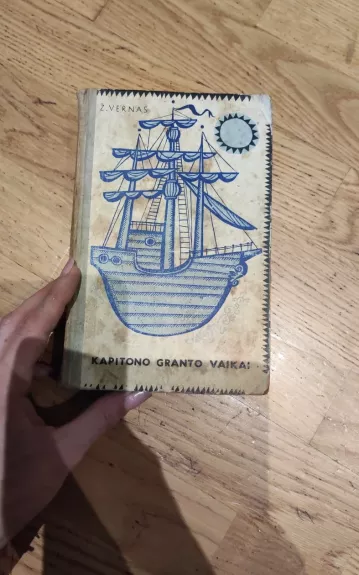 Ž. VERNAS
KAPITONO GRANTO VAIKAI